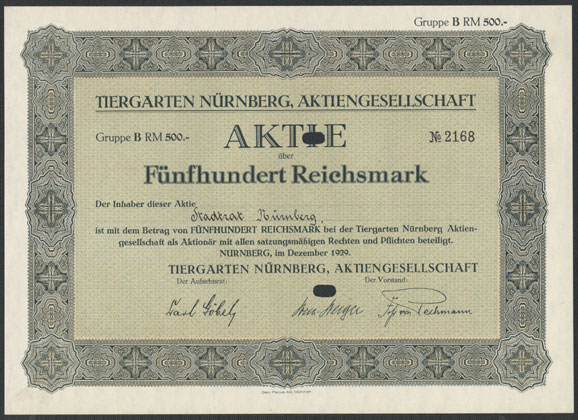 Gruppe B RM 500.-
TIERGARTEN NÜRNBERG, AKTIENGESELLSCHAFT
Gruppe B RM 500.- AKTIE № 2168
über
Fünfhundert Reichsmark
Der Inhaber dieser Aktie
Stadtrat Nürnberg,
ist mit dem Betrag von FÜNFHUNDERT REICHSMARK bei der Tiergarten Nürnberg Aktien-
gesellschaft als Aktionär mit allen satzungsmäßigen Rechten und Pflichten beteiligt.
NURNBERG, im Dezember 1929.
TIERGARTEN NÜRNBERG, AKTIENGESELLSCHAFT
Der Aufsichtsrat: Der Vorstand: